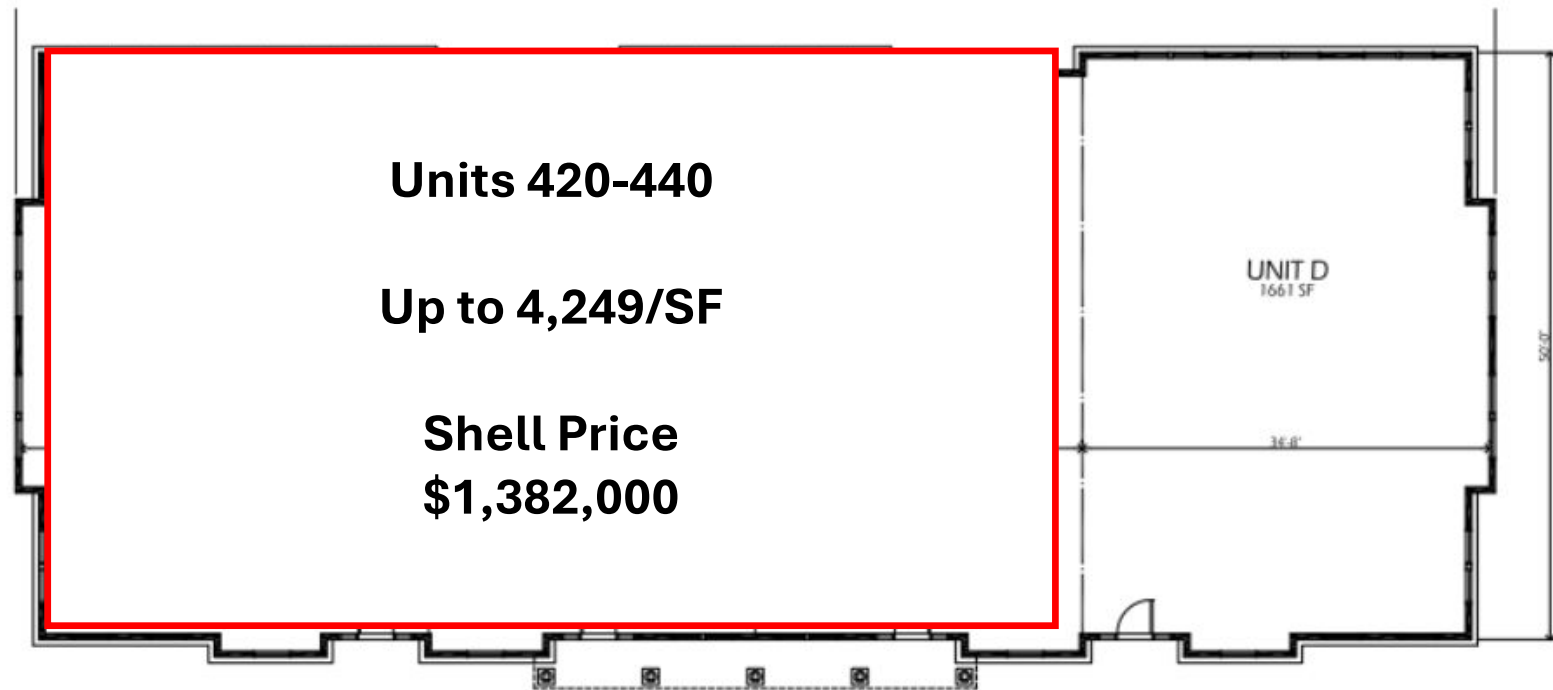 Units 420-440
Up to 4,249/SF
Shell Price
$1,382,000
UNIT D
1661 SF
34'-8"
50'-0"